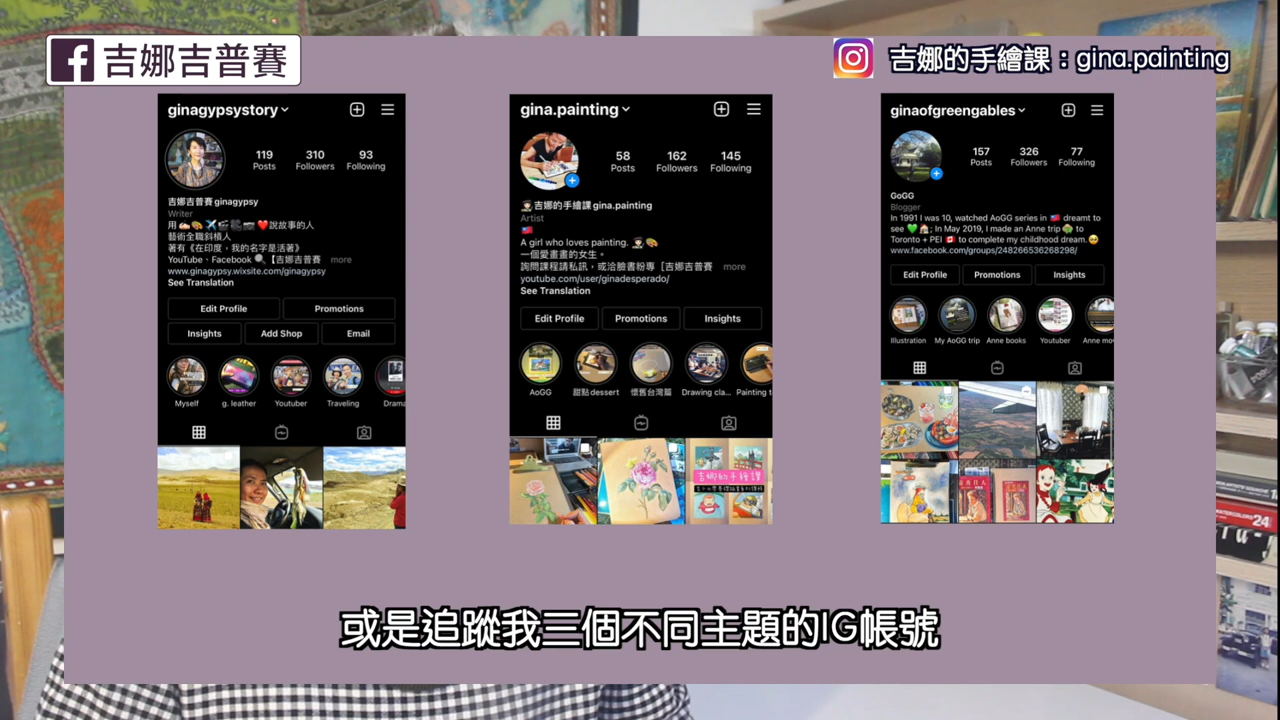 吉娜吉普賽
吉娜的手繪課：gina.painting
ginagypsystory
119
Posts
310
Followers
93
Following
吉娜吉普賽 ginagypsy
Writer
用✍🏻🎨 ✈️🎬🎥📷 ❤️說故事的人
藝術全職斜槓人
著有《在印度，我的名字是活著》
YouTube、Facebook 🔍【吉娜吉普賽 more
www.ginagypsy.wixsite.com/ginagypsy
See Translation
Edit Profile
Promotions
Insights
Add Shop
Email
Myself
g. leather
Youtuber
Traveling
Drama
gina.painting
58
Posts
162
Followers
145
Following
👩🏻‍🎨吉娜的手繪課 gina.painting
Artist
🇹🇼
A girl who loves painting. 👩🏻‍🎨🎨
一個愛畫畫的女生。
詢問課程請私訊，或洽臉書粉專［吉娜吉普賽 more
youtube.com/user/ginadesperado/
See Translation
Edit Profile
Promotions
Insights
AoGG
甜點 dessert
懷舊台灣篇
Drawing cla...
Painting t
吉娜的手繪課
ginaofgreengables
157
Posts
326
Followers
77
Following
GoGG
Blogger
In 1991 I was 10, watched AoGG series in 🇹🇼 dreamt to
see 💚🏠; In May 2019, I made an Anne trip🌳 to
Toronto + PEI 🇨🇦 to complete my childhood dream.🥺
www.facebook.com/groups/248266536268298/
Edit Profile
Promotions
Insights
Illustration
My AoGG trip
Anne books
Youtuber
Anne mo
24
或是追蹤我三個不同主題的IG帳號